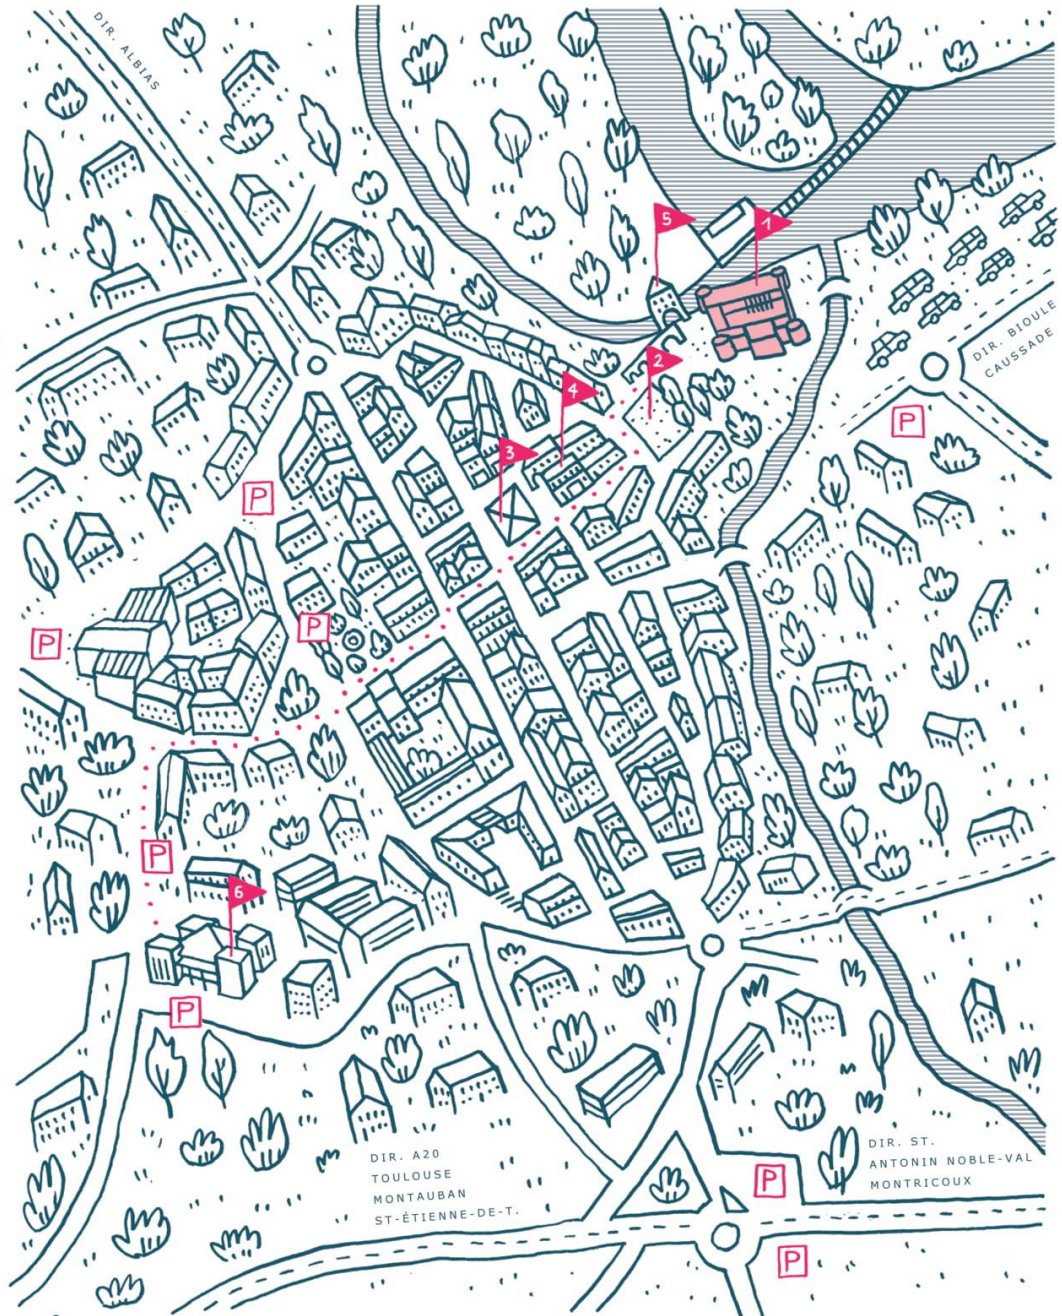 DIR. ALBIAS
5
1
DIR. BIOULE
CAUSSADE
2
4
P
3
P
P
P
P
6
P
DIR. A20
TOULOUSE
MONTAUBAN
ST-ÉTIENNE-DE-T.
DIR. ST.
ANTONIN NOBLE-VAL
MONTRICOUX
P
P